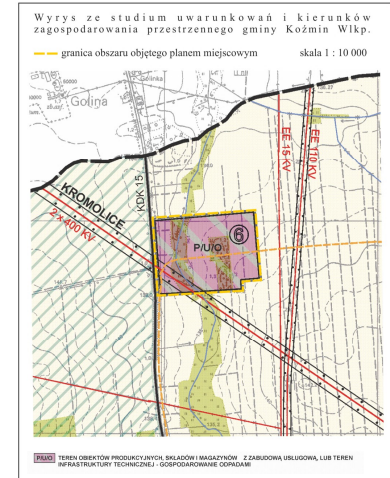 Wyrys ze studium uwarunkowań i kierunków
zagospodarowania przestrzennego gminy Koźmin Wlkp.
granica obszaru objętego planem miejscowym skala 1 : 10 000
Golina
KROMOLICE
2 x 400 KV
KDK15
EE 15 KV
EE 110 KV
6
P/U/O
P/U/O TEREN OBIEKTÓW PRODUKCYJNYCH, SKŁADÓW I MAGAZYNÓW Z ZABUDOWĄ USŁUGOWĄ, LUB TEREN
INFRASTRUKTURY TECHNICZNEJ - GOSPODAROWANIE ODPADAMI